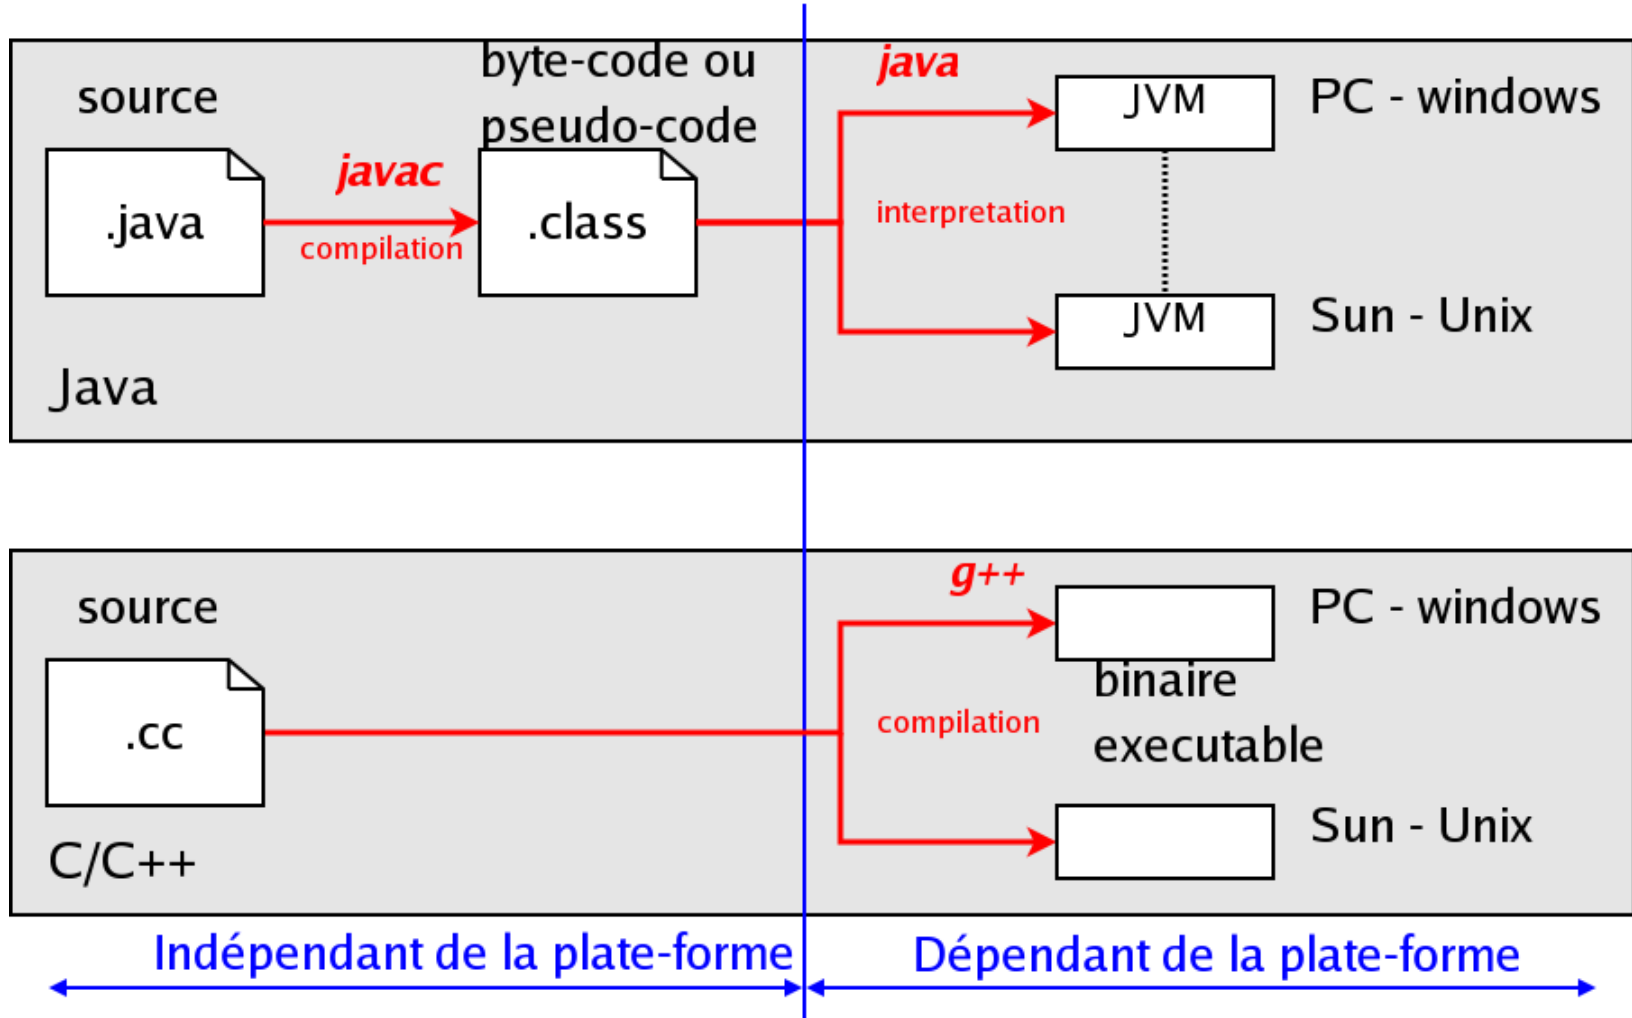 byte-code ou
pseudo-code
source
.java
javac
compilation
.class
java
interpretation
JVM
PC - windows
JVM
Sun - Unix
Java
source
.cc
g++
compilation
PC - windows
binaire
executable
Sun - Unix
C/C++
Indépendant de la plate-forme
Dépendant de la plate-forme